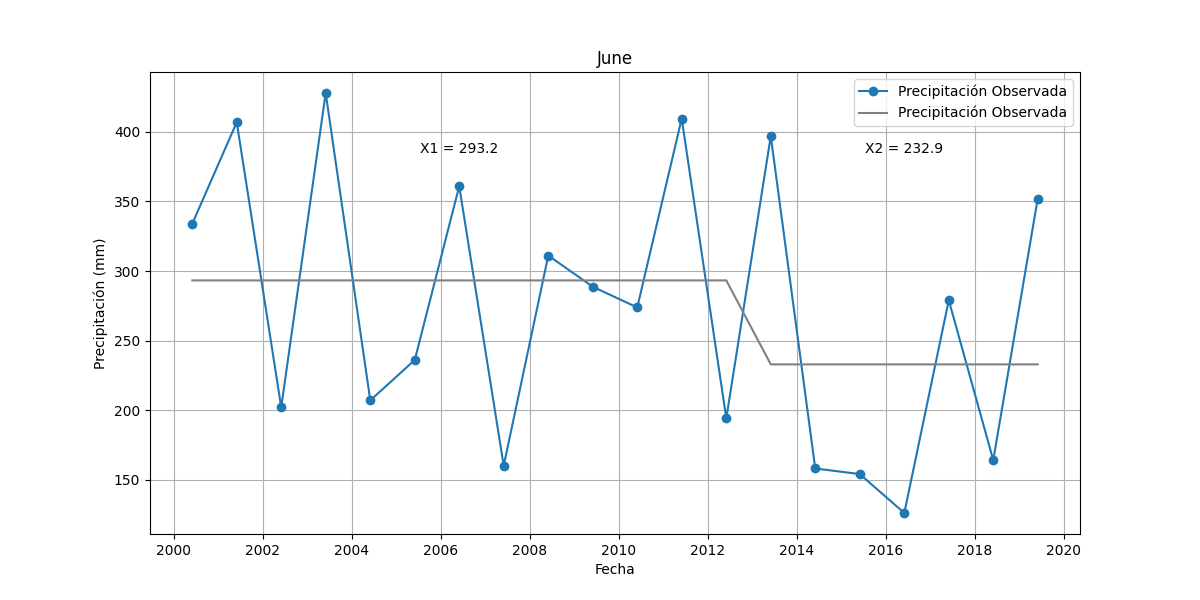 June
Precipitación Observada
Precipitación Observada
X1 = 293.2
X2 = 232.9
Precipitación (mm)
400
350
300
250
200
150
2000 2002 2004 2006 2008 2010 2012 2014 2016 2018 2020
Fecha